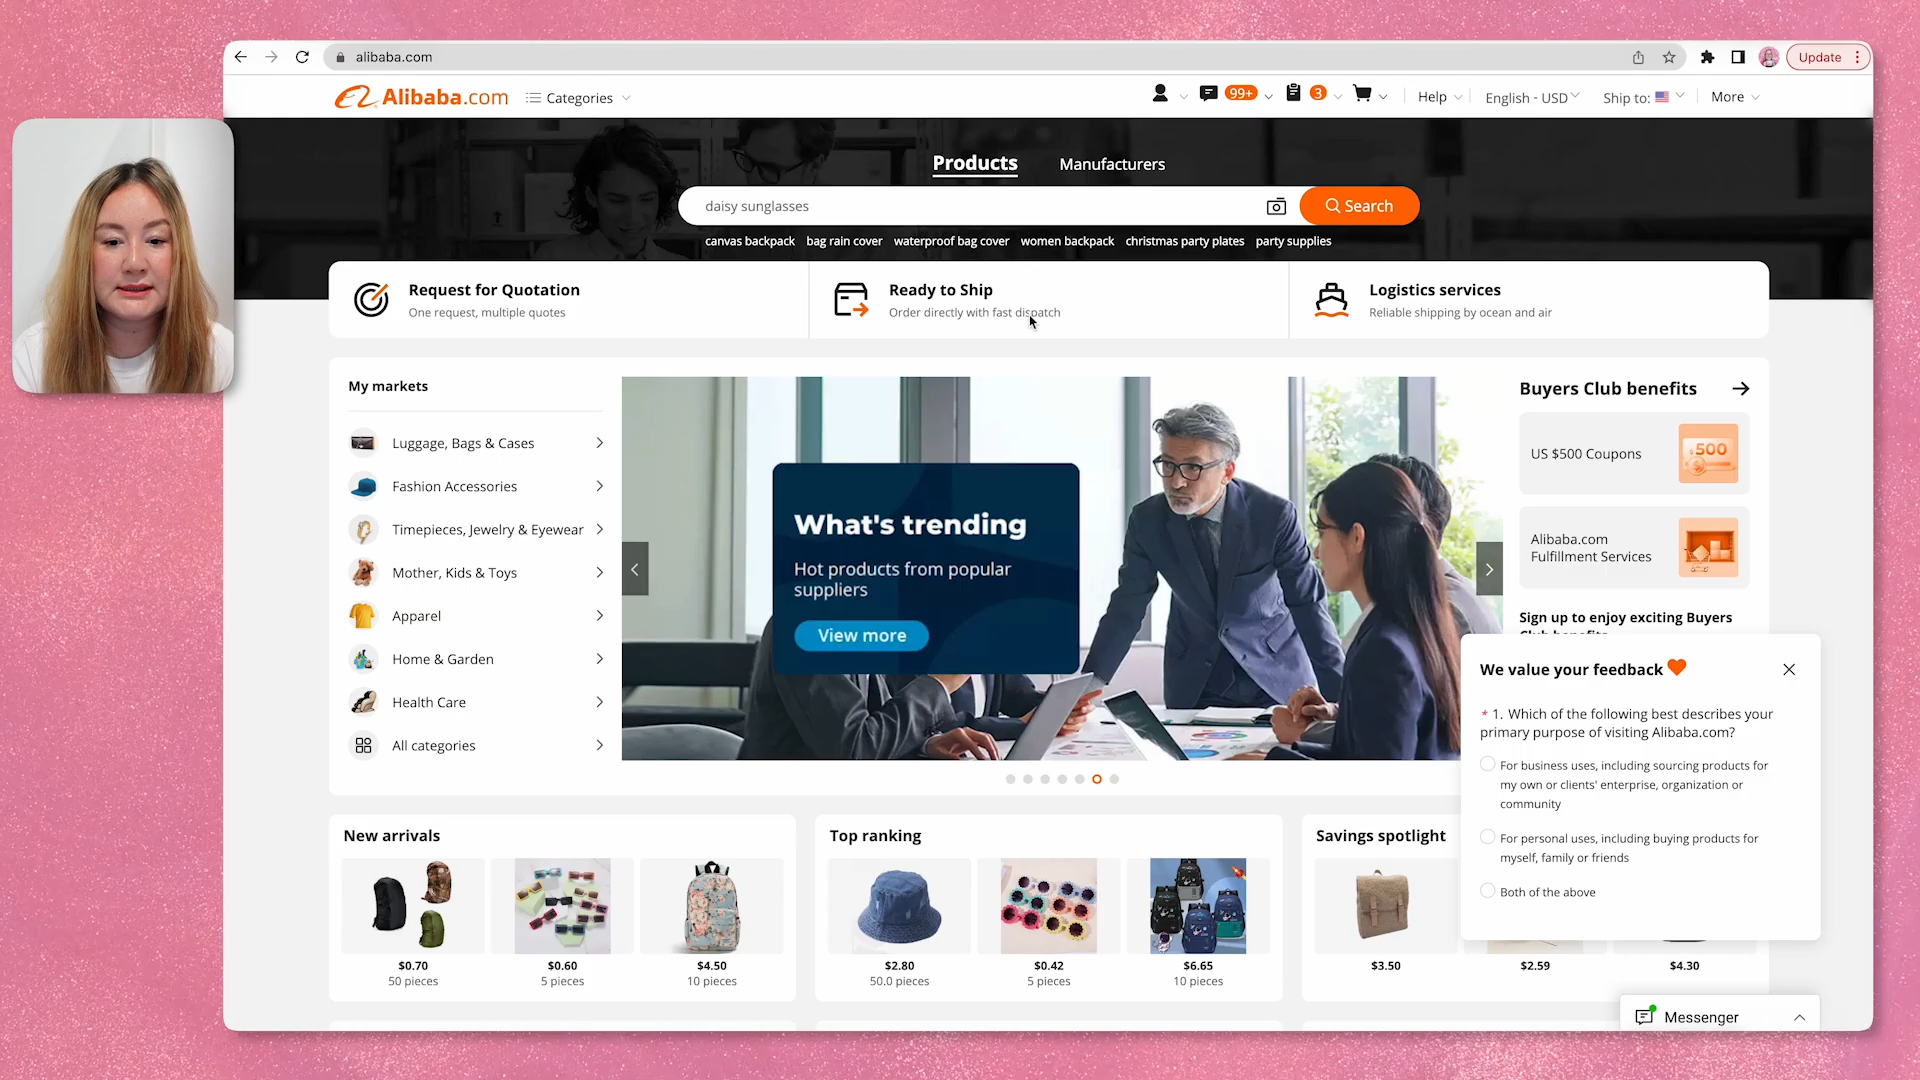 alibaba.com
Update
Alibaba.com
Categories
99+
3
Help
English - USD
Ship to:
More
Products
Manufacturers
daisy sunglasses
Search
canvas backpack
bag rain cover
waterproof bag cover
women backpack
christmas party plates
party supplies
Request for Quotation
One request, multiple quotes
Ready to Ship
Order directly with fast dispatch
Logistics services
Reliable shipping by ocean and air
My markets
Luggage, Bags & Cases
Fashion Accessories
Timepieces, Jewelry & Eyewear
Mother, Kids & Toys
Apparel
Home & Garden
Health Care
All categories
What's trending
Hot products from popular
suppliers
View more
Buyers Club benefits
US $500 Coupons
500
Alibaba.com
Fulfillment Services
Sign up to enjoy exciting Buyers
Club benefits
We value your feedback
* 1. Which of the following best describes your
primary purpose of visiting Alibaba.com?
For business uses, including sourcing products for
my own or clients' enterprise, organization or
community
For personal uses, including buying products for
myself, family or friends
Both of the above
New arrivals
$0.70
50 pieces
$0.60
5 pieces
$4.50
10 pieces
Top ranking
$2.80
50.0 pieces
$0.42
5 pieces
$6.65
10 pieces
Savings spotlight
$3.50
$2.59
$4.30
Messenger